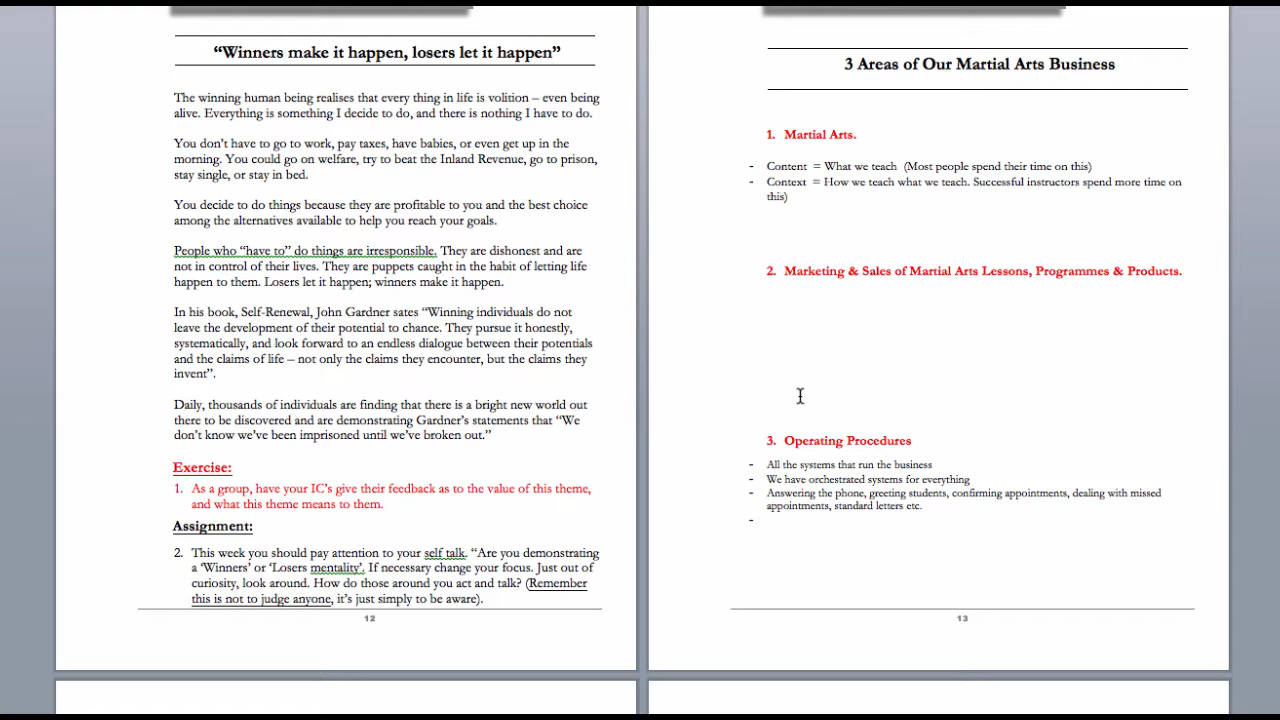 “Winners make it happen, losers let it happen”
The winning human being realises that every thing in life is volition – even being
alive. Everything is something I decide to do, and there is nothing I have to do.
You don’t have to go to work, pay taxes, have babies, or even get up in the
morning. You could go on welfare, try to beat the Inland Revenue, go to prison,
stay single, or stay in bed.
You decide to do things because they are profitable to you and the best choice
among the alternatives available to help you reach your goals.
People who “have to” do things are irresponsible. They are dishonest and are
not in control of their lives. They are puppets caught in the habit of letting life
happen to them. Losers let it happen; winners make it happen.
In his book, Self-Renewal, John Gardner sates “Winning individuals do not
leave the development of their potential to chance. They pursue it honestly,
systematically, and look forward to an endless dialogue between their potentials
and the claims of life – not only the claims they encounter, but the claims they
invent”.
Daily, thousands of individuals are finding that there is a bright new world out
there to be discovered and are demonstrating Gardner’s statements that “We
don’t know we’ve been imprisoned until we’ve broken out.”
Exercise:
1. As a group, have your IC’s give their feedback as to the value of this theme,
and what this theme means to them.
Assignment:
2. This week you should pay attention to your self talk. “Are you demonstrating
a ‘Winners’ or ‘Losers mentality’. If necessary change your focus. Just out of
curiosity, look around. How do those around you act and talk? (Remember
this is not to judge anyone, it’s just simply to be aware).
12
3 Areas of Our Martial Arts Business
1. Martial Arts.
- Content = What we teach (Most people spend their time on this)
- Context = How we teach what we teach. Successful instructors spend more time on
this)
2. Marketing & Sales of Martial Arts Lessons, Programmes & Products.
3. Operating Procedures
- All the systems that run the business
- We have orchestrated systems for everything
- Answering the phone, greeting students, confirming appointments, dealing with missed
appointments, standard letters etc.
-
13